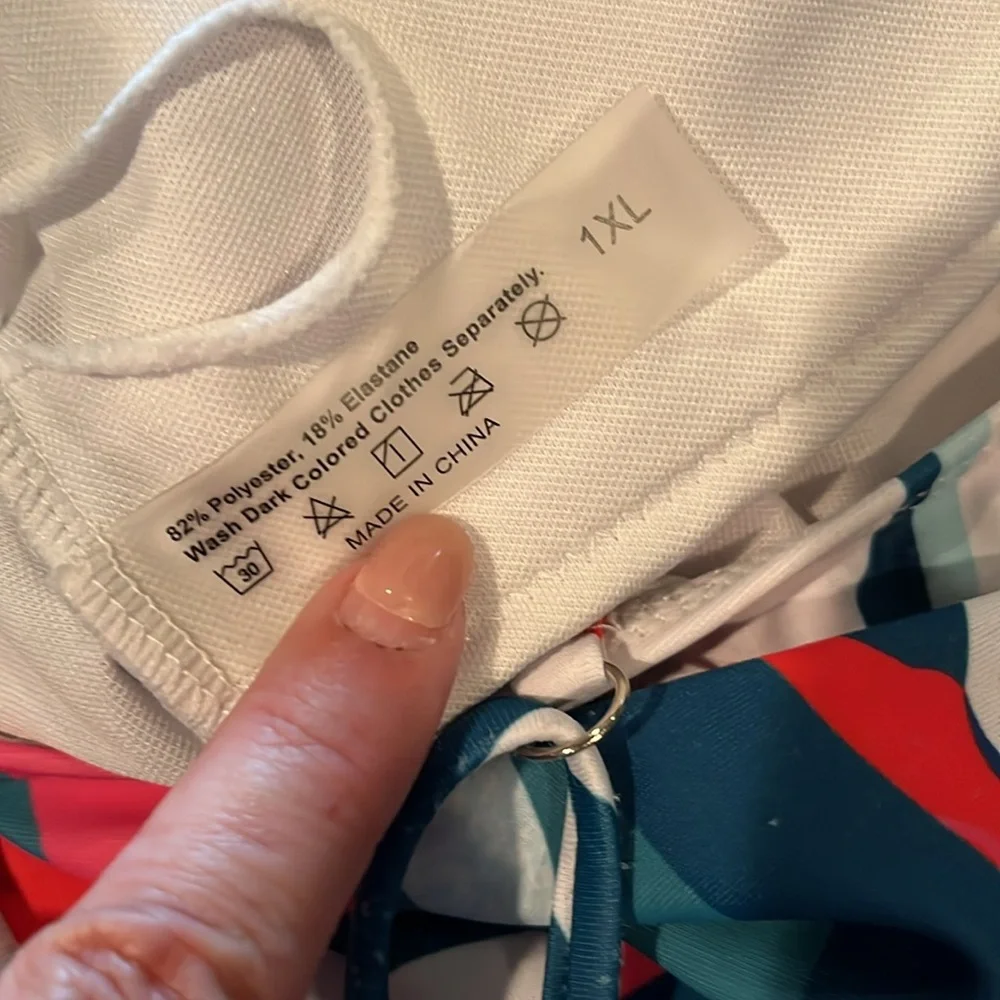 1XL
82% Polyester, 18% Elastane
Wash Dark Colored Clothes Separately.
30
MADE IN CHINA